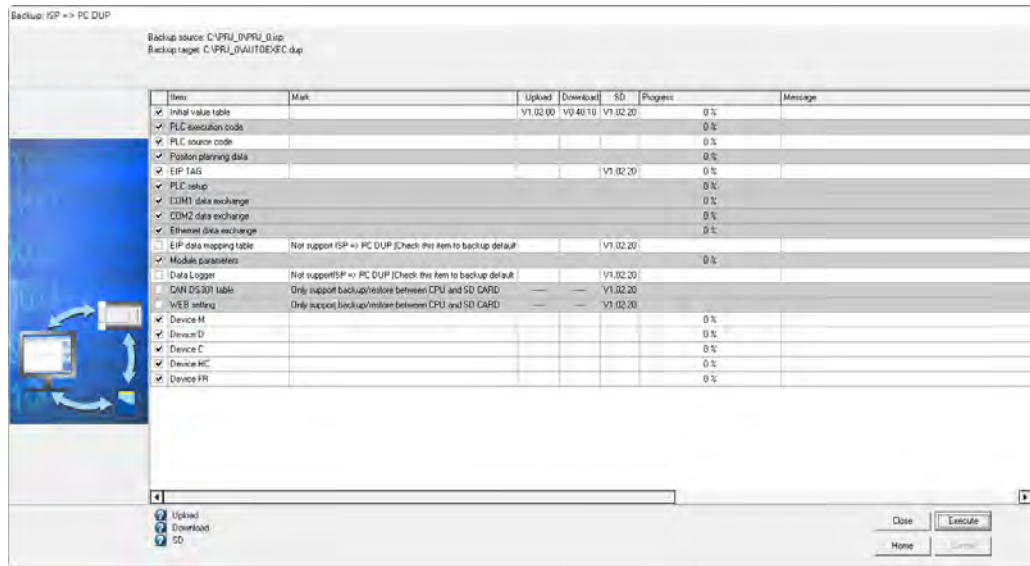 Backup: ISP => PC DUP
Backup source: C:\PRJ_0\PRJ_0.isp
Backup target: C:\PRJ_0\AUTOEXEC.dup
Item Mark Upload Download SD Progress Message
Initial value table V1.02.00 V0.40.10 V1.02.20 0 %
PLC execution code 0 %
PLC source code 0 %
Positon planning data 0 %
EIP TAG V1.02.20 0 %
PLC setup 0 %
COM1 data exchange 0 %
COM2 data exchange 0 %
Ethernet data exchange 0 %
EIP data mapping table Not support ISP => PC DUP (Check this item to backup default V1.02.20
Module parameters 0 %
Data Logger Not supportISP => PC DUP (Check this item to backup default V1.02.20
CAN DS301 table Only support backup/restore between CPU and SD CARD ---- ---- V1.02.20
WEB setting Only support backup/restore between CPU and SD CARD ---- ---- V1.02.20
Device M 0 %
Device D 0 %
Device C 0 %
Device HC 0 %
Device FR 0 %
Upload
Download
SD
Close Execute
Home